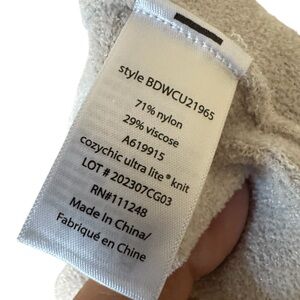 style BDWCU21965
71% nylon
29% viscose
A619915
cozychic ultra lite® knit
LOT # 202307CG03
RN#111248
Made In China/
Fabriqué en Chine